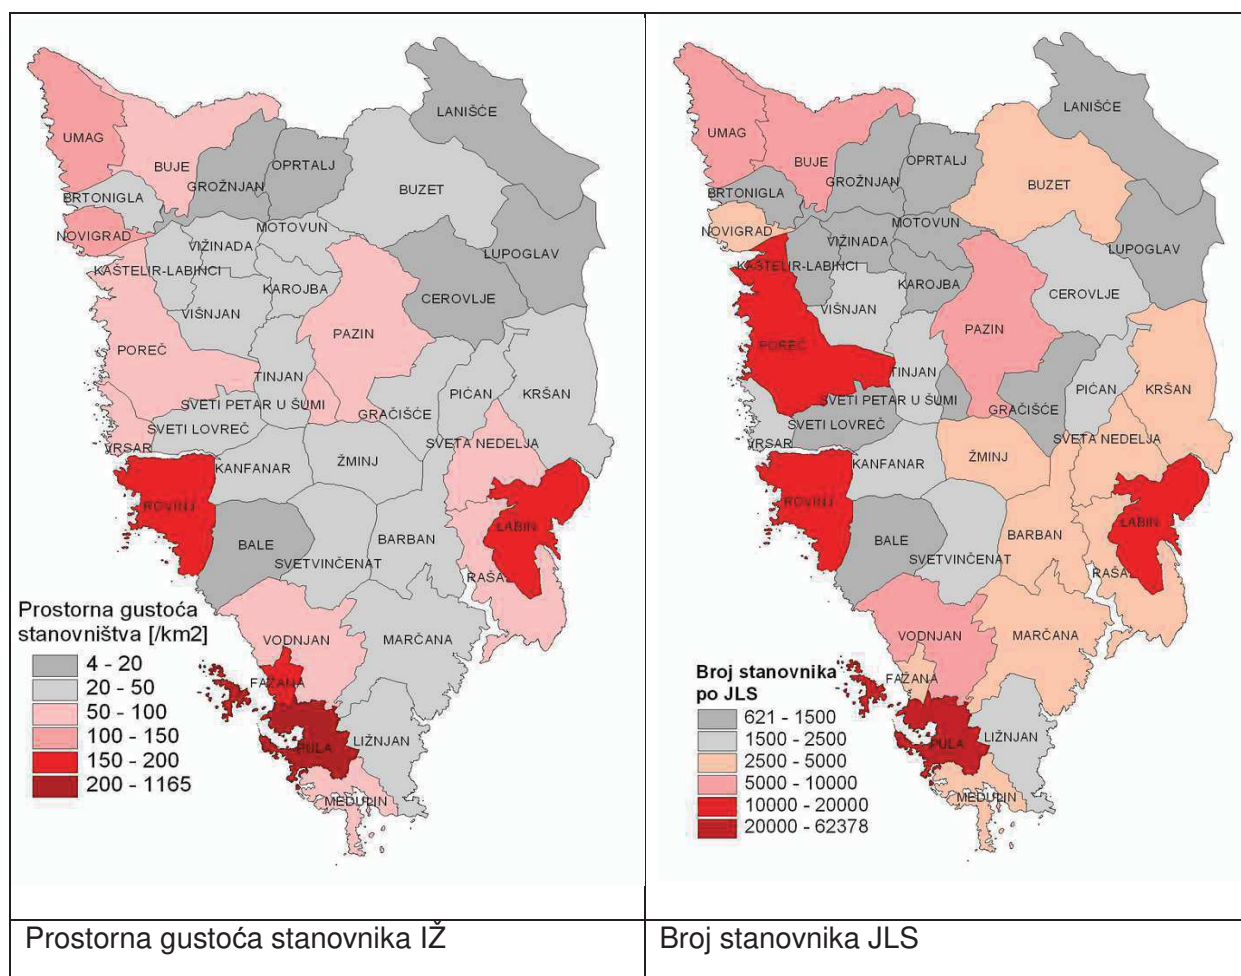 LANIŠĆE
UMAG
BUJE
OPRTALJ
GROŽNJAN
BUZET
BRTONIGLA
NOVIGRAD
MOTOVUN
VIŽINADA
LUPOGLAV
KAŠTELIR-LABINCI
KAROJBA
CEROVLJE
VIŠNJAN
PAZIN
POREČ
TINJAN
PIĆAN
KRŠAN
SVETI PETAR U ŠUMI
GRAČIŠĆE
SVETI LOVREČ
SVETA NEDELJA
VRSAR
KANFANAR
ŽMINJ
ROVINJ
LABIN
BALE
BARBAN
SVETVINČENAT
RAŠA
VODNJAN
MARČANA
FAŽANA
PULA
LIŽNJAN
MEDULIN
Prostorna gustoća
stanovništva [/km2]
4 - 20
20 - 50
50 - 100
100 - 150
150 - 200
200 - 1165
LANIŠĆE
UMAG
BUJE
OPRTALJ
GROŽNJAN
BUZET
BRTONIGLA
NOVIGRAD
MOTOVUN
VIŽINADA
LUPOGLAV
KAŠTELIR-LABINCI
KAROJBA
CEROVLJE
VIŠNJAN
PAZIN
POREČ
TINJAN
PIĆAN
KRŠAN
SVETI PETAR U ŠUMI
GRAČIŠĆE
SVETI LOVREČ
SVETA NEDELJA
VRSAR
KANFANAR
ŽMINJ
ROVINJ
LABIN
BALE
BARBAN
SVETVINČENAT
RAŠA
VODNJAN
MARČANA
FAŽANA
PULA
LIŽNJAN
MEDULIN
Broj stanovnika
po JLS
621 - 1500
1500 - 2500
2500 - 5000
5000 - 10000
10000 - 20000
20000 - 62378
Prostorna gustoća stanovnika IŽ
Broj stanovnika JLS